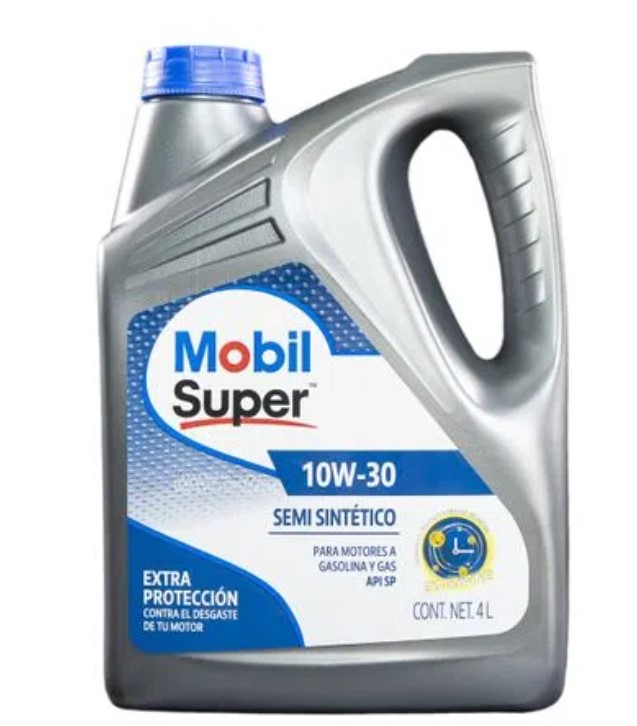 Mobil
Super™
10W-30
SEMI SINTÉTICO
PARA MOTORES A
GASOLINA Y GAS
API SP
EXTRA
PROTECCIÓN
CONTRA EL DESGASTE
DE TU MOTOR
CONT. NET. 4 L